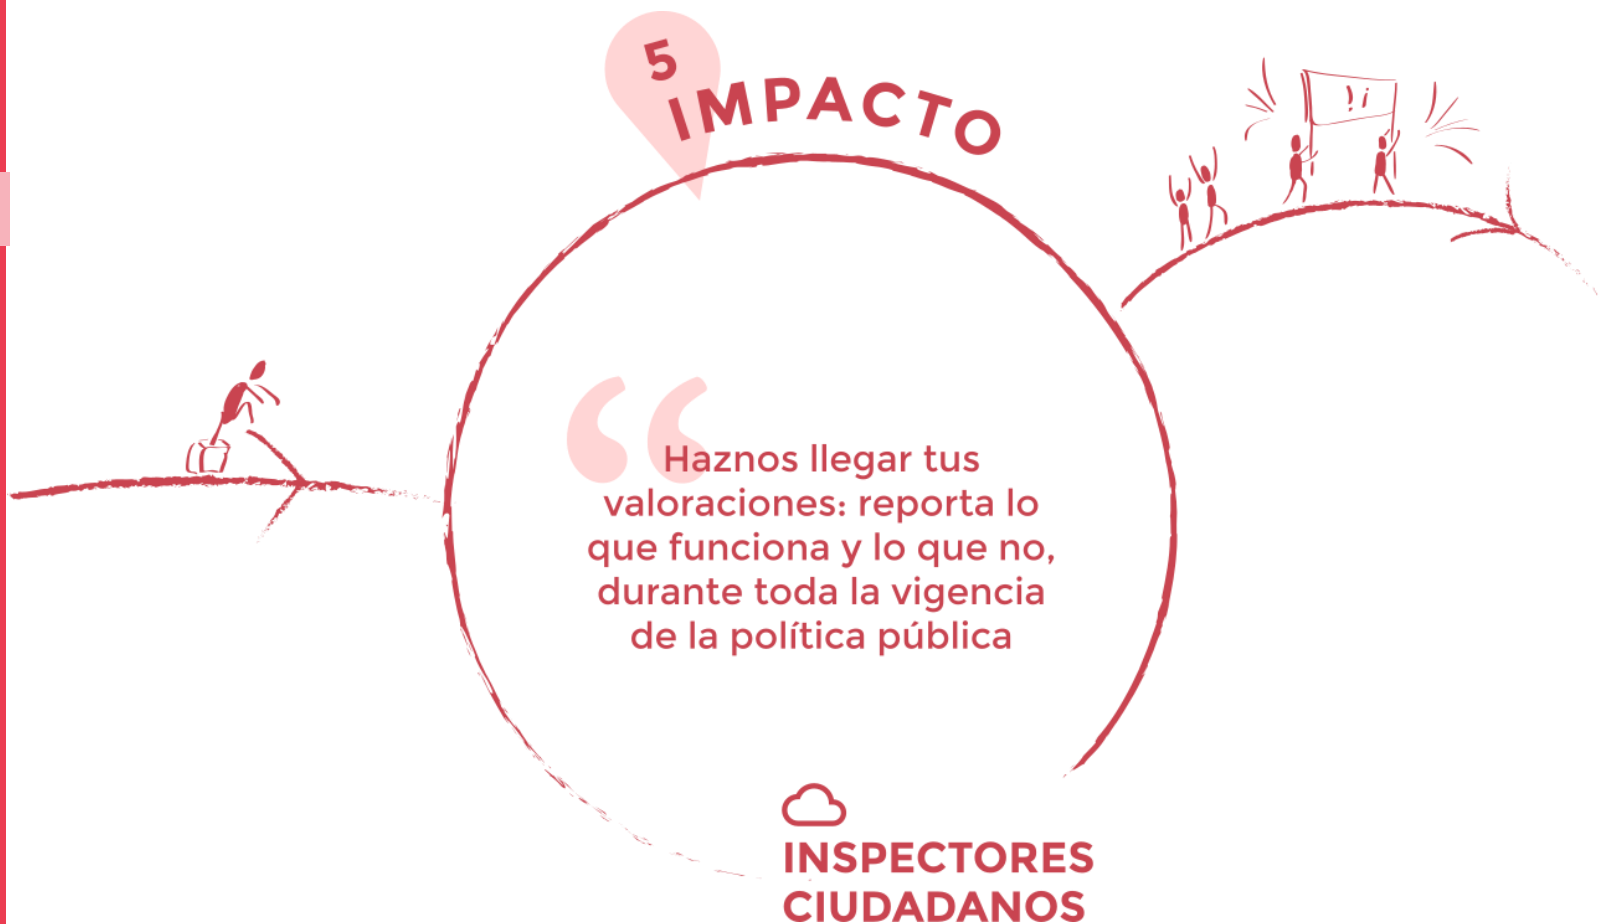 5
IMPACTO
! i
Haznos llegar tus
valoraciones: reporta lo
que funciona y lo que no,
durante toda la vigencia
de la política pública
INSPECTORES
CIUDADANOS